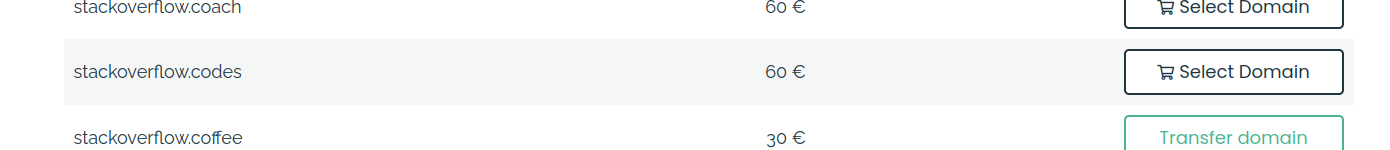 stackoverflow.coach 60 € Select Domain
stackoverflow.codes 60 € Select Domain
stackoverflow.coffee 30 € Transfer domain